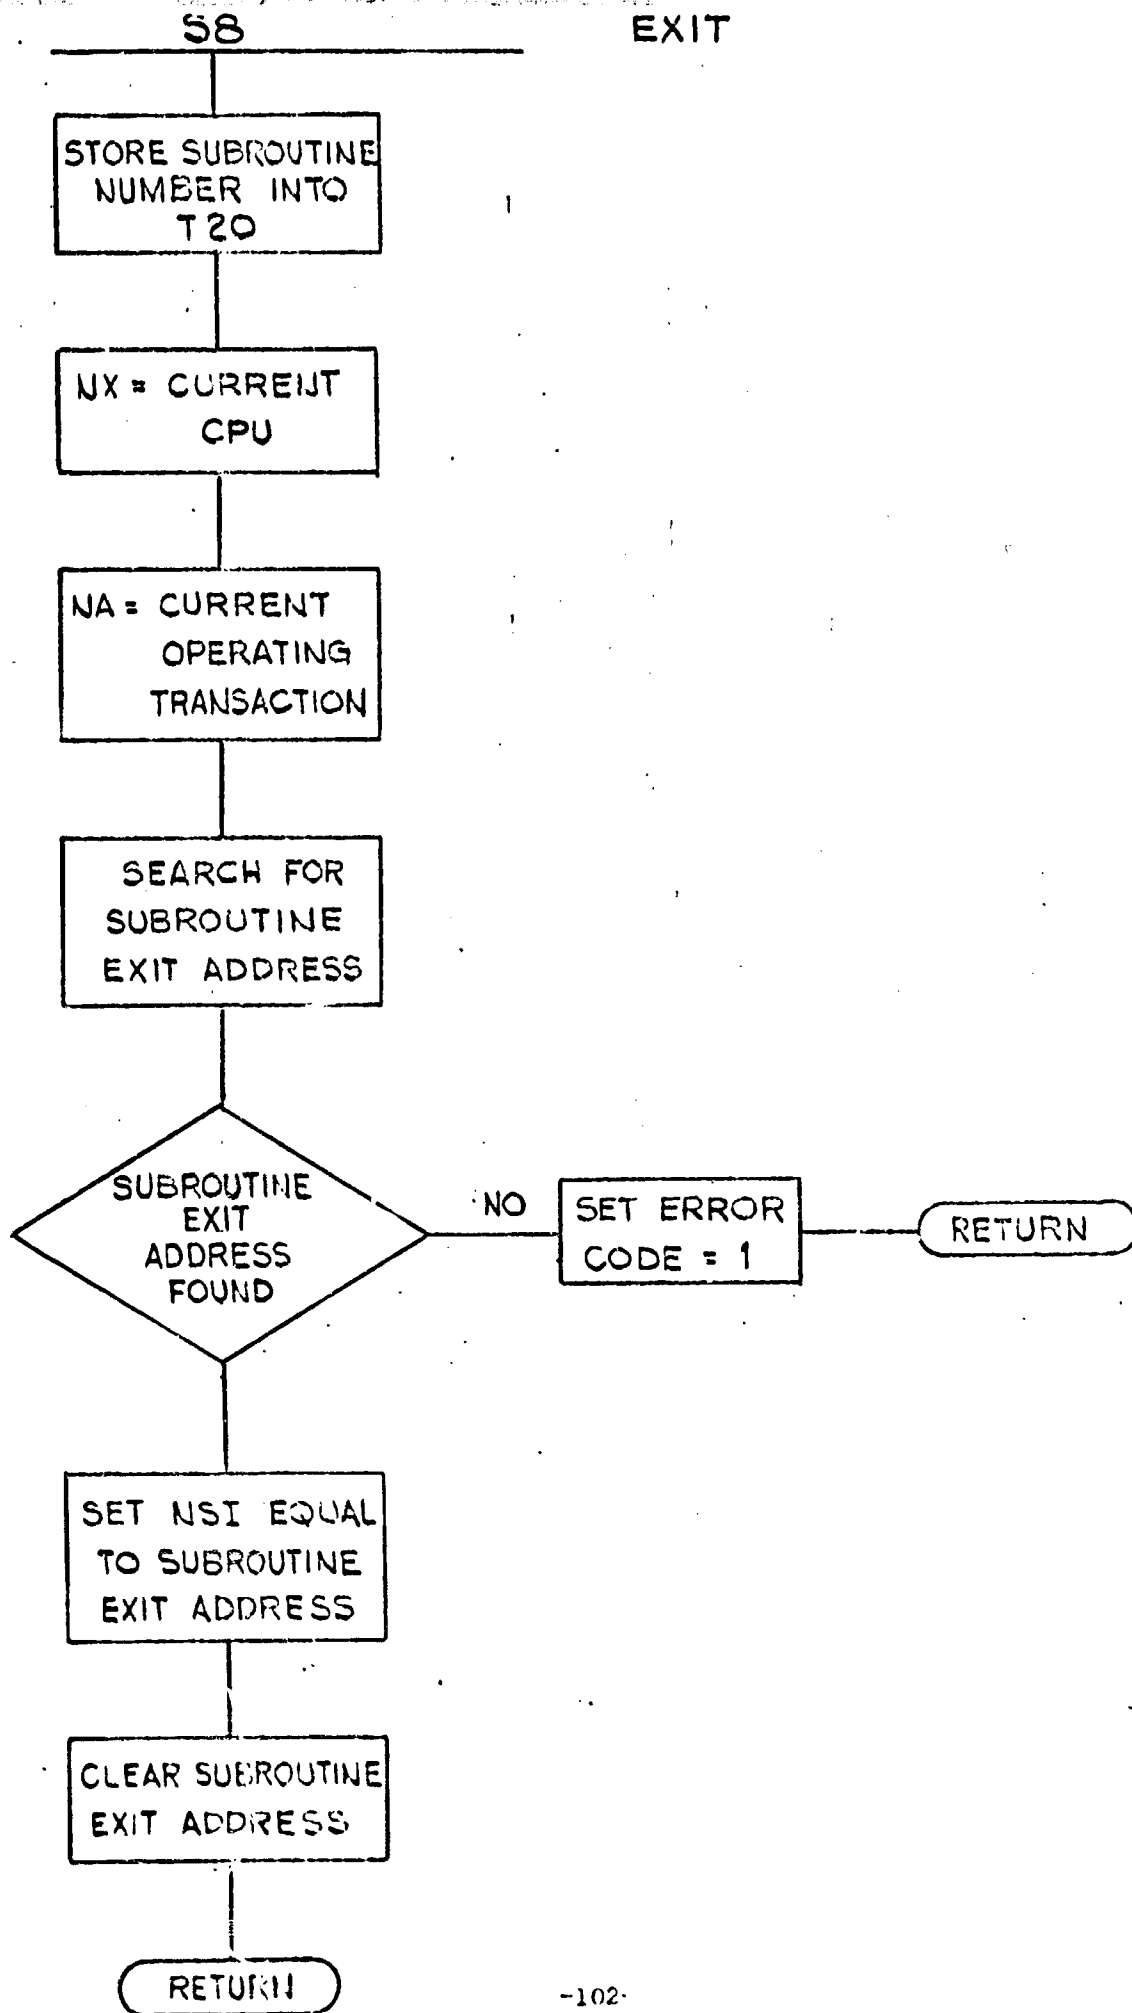 S8
EXIT
STORE SUBROUTINE
NUMBER INTO
T20
NX = CURRENT
CPU
NA = CURRENT
OPERATING
TRANSACTION
SEARCH FOR
SUBROUTINE
EXIT ADDRESS
SUBROUTINE
EXIT
ADDRESS
FOUND
NO
SET ERROR
CODE = 1
RETURN
SET NSI EQUAL
TO SUBROUTINE
EXIT ADDRESS
CLEAR SUBROUTINE
EXIT ADDRESS
RETURN
-102-